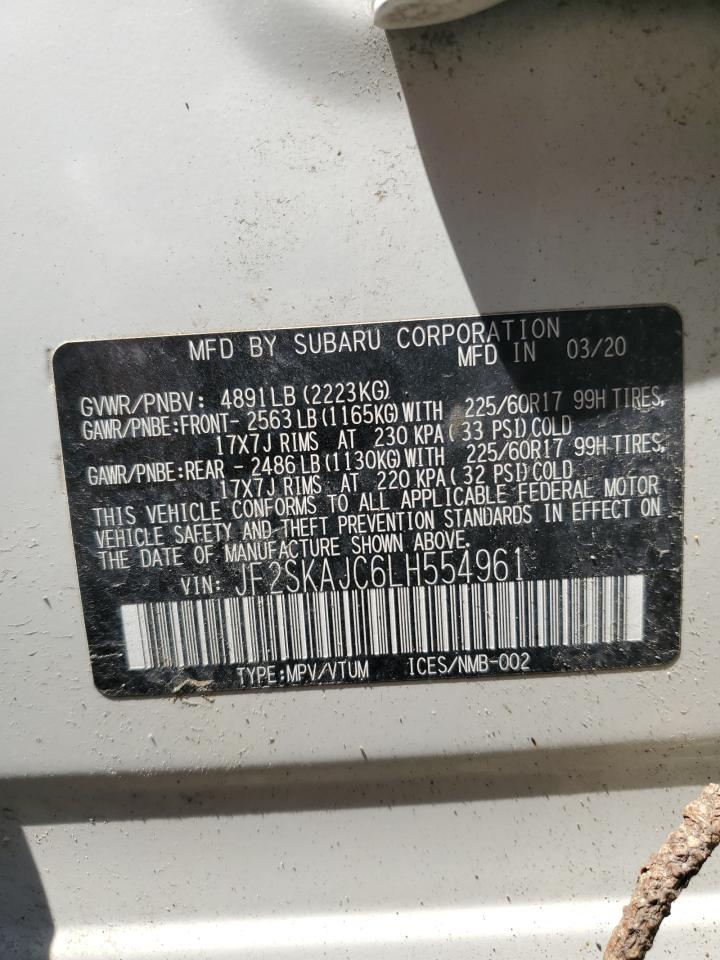 MFD BY SUBARU CORPORATION
MFD IN 03/20
GVWR/PNBV: 4891LB (2223KG)
GAWR/PNBE:FRONT- 2563LB (1165KG) WITH 225/60R17 99H TIRES,
17X7J RIMS AT 230 KPA (33 PSI) COLD
GAWR/PNBE:REAR - 2486LB (1130KG) WITH 225/60R17 99H TIRES,
17X7J RIMS AT 220 KPA (32 PSI) COLD
THIS VEHICLE CONFORMS TO ALL APPLICABLE FEDERAL MOTOR
VEHICLE SAFETY AND THEFT PREVENTION STANDARDS IN EFFECT ON
THE DATE OF MANUFACTURE SHOWN ABOVE.
VIN: JF2SKAJC6LH554961
TYPE:MPV/VTUM ICES/NMB-002